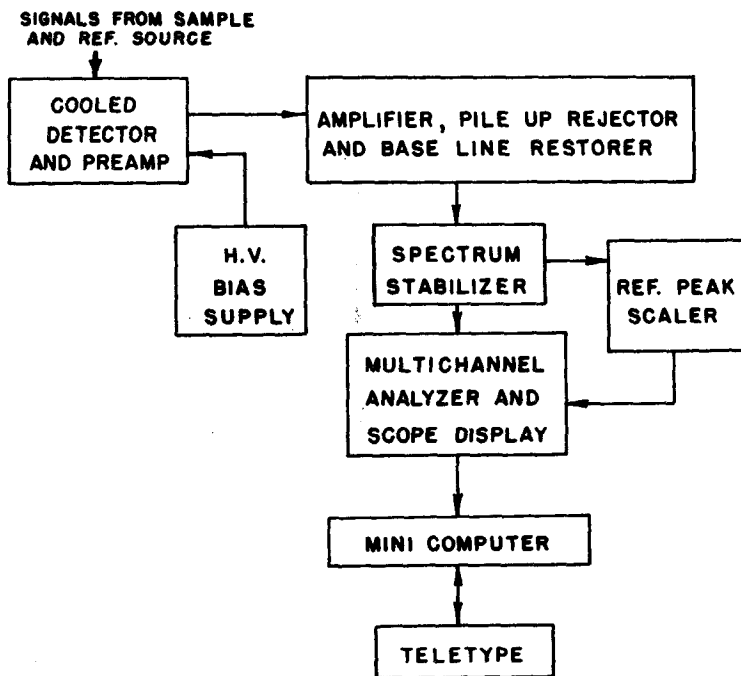 SIGNALS FROM SAMPLE
AND REF. SOURCE
COOLED
DETECTOR
AND PREAMP
AMPLIFIER, PILE UP REJECTOR
AND BASE LINE RESTORER
H.V.
BIAS
SUPPLY
SPECTRUM
STABILIZER
REF. PEAK
SCALER
MULTICHANNEL
ANALYZER AND
SCOPE DISPLAY
MINI COMPUTER
TELETYPE